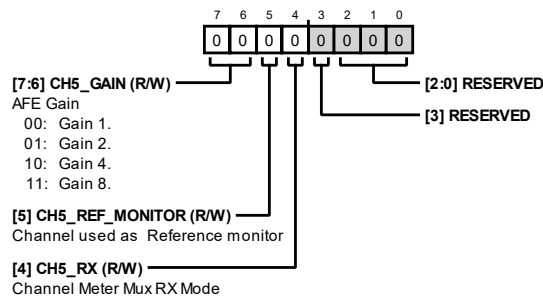 7 6 5 4 3 2 1 0
0 0 0 0 0 0 0 0
[7:6] CH5_GAIN (R/W)
AFE Gain
00: Gain 1.
01: Gain 2.
10: Gain 4.
11: Gain 8.
[5] CH5_REF_MONITOR (R/W)
Channel used as Reference monitor
[4] CH5_RX (R/W)
Channel Meter Mux RX Mode
[2:0] RESERVED
[3] RESERVED